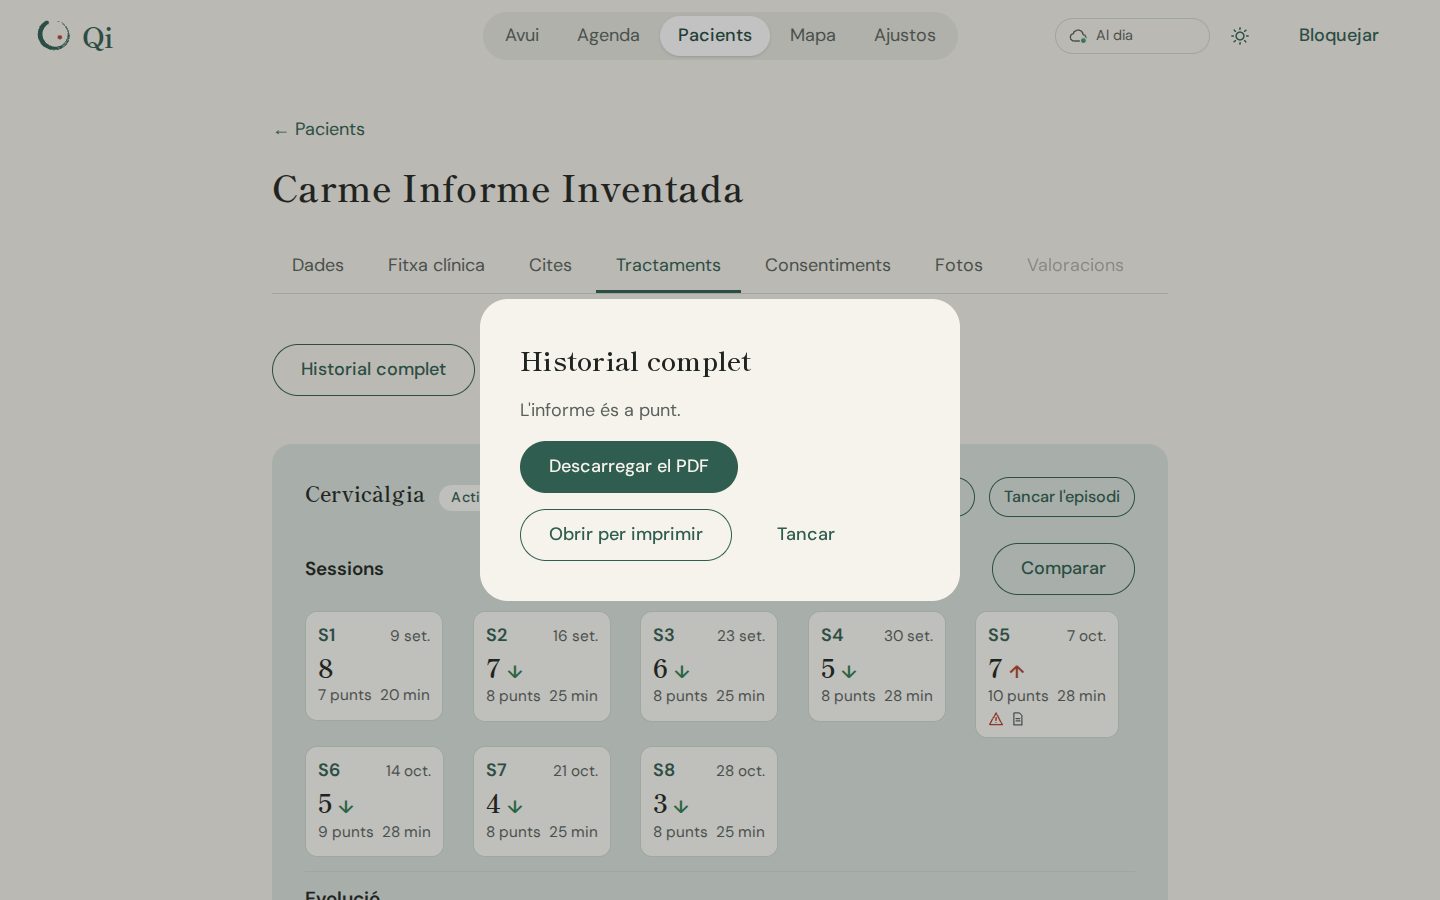 Qi
Avui Agenda Pacients Mapa Ajustos
Al dia
Bloquejar
← Pacients
Carme Informe Inventada
Dades Fitxa clínica Cites Tractaments Consentiments Fotos Valoracions
Historial complet
Historial complet
L'informe és a punt.
Descarregar el PDF
Obrir per imprimir Tancar
Cervicàlgia
Tancar l'episodi
Sessions
Comparar
S1 9 set.
8
7 punts 20 min
S2 16 set.
7 ↓
8 punts 25 min
S3 23 set.
6 ↓
8 punts 25 min
S4 30 set.
5 ↓
8 punts 28 min
S5 7 oct.
7 ↑
10 punts 28 min
S6 14 oct.
5 ↓
9 punts 28 min
S7 21 oct.
4 ↓
8 punts 25 min
S8 28 oct.
3 ↓
8 punts 25 min
Evolució